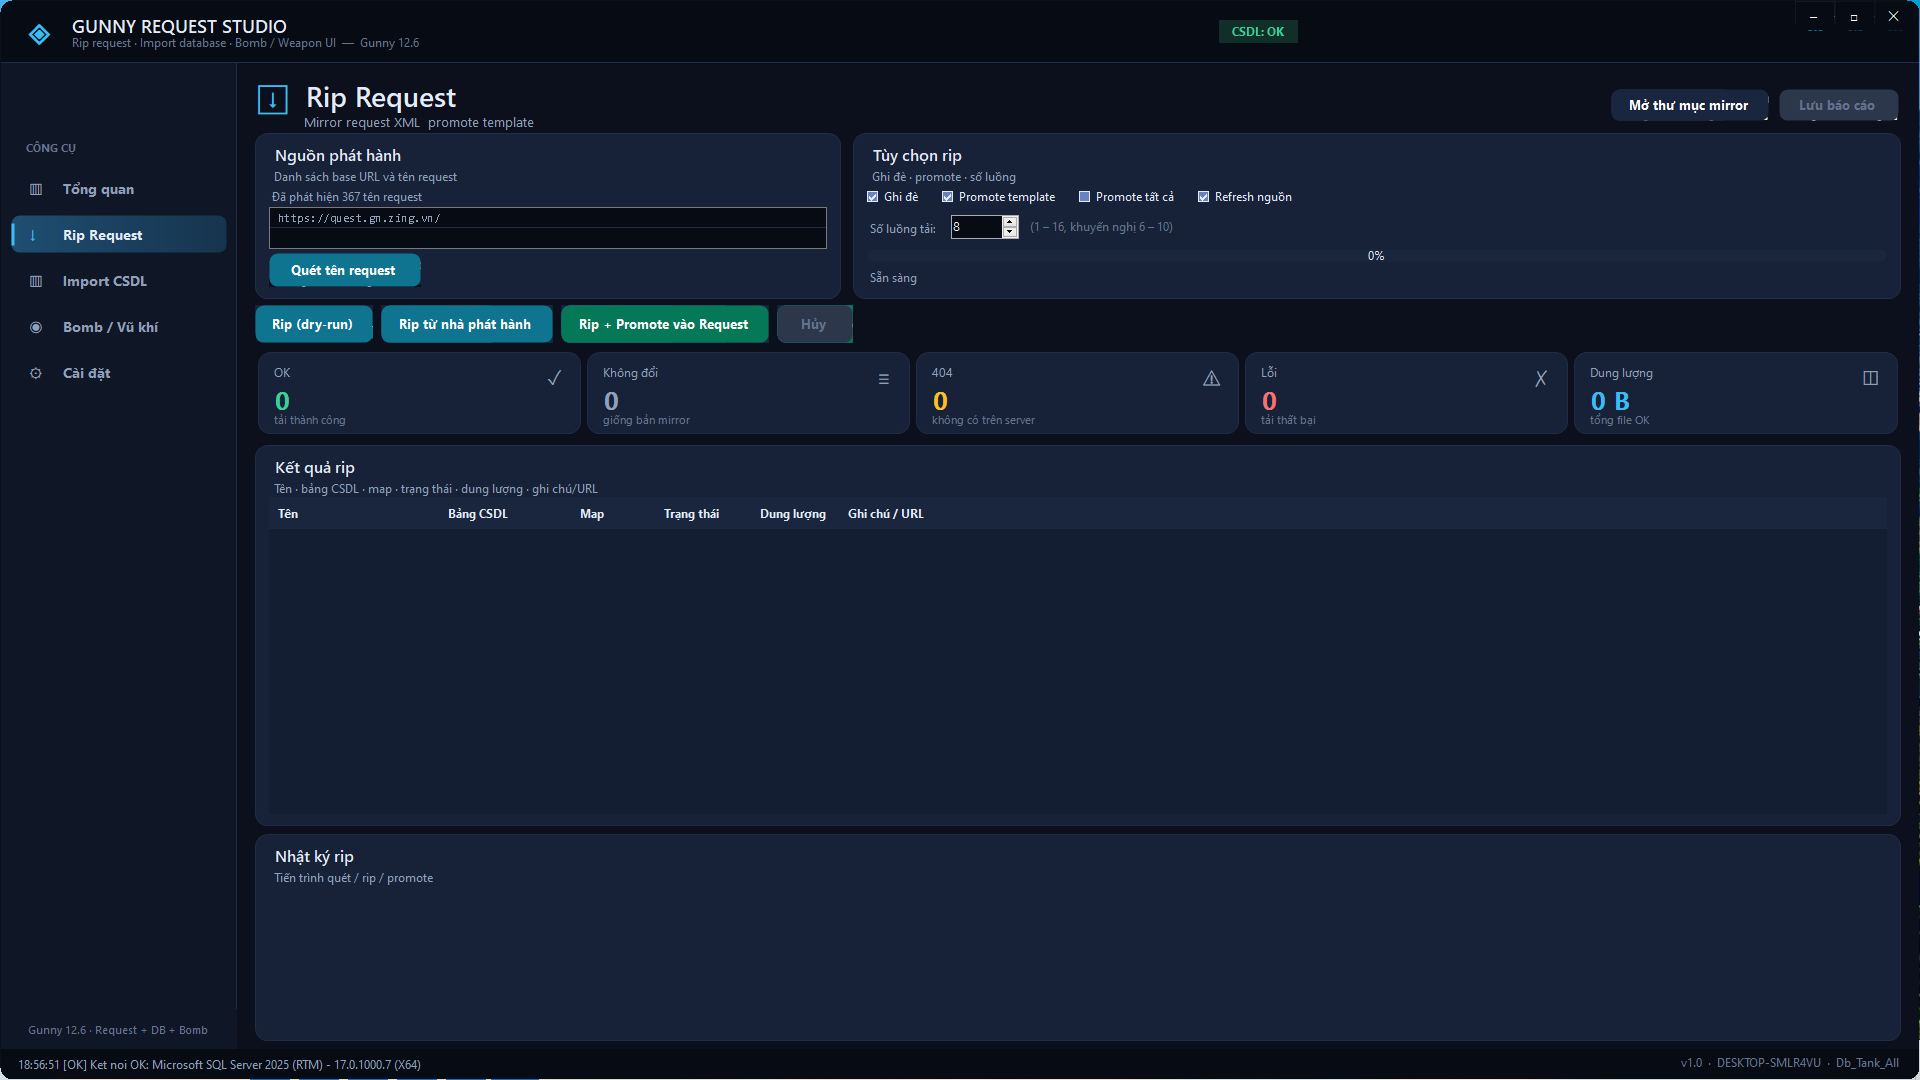 GUNNY REQUEST STUDIO
Rip request · Import database · Bomb / Weapon UI — Gunny 12.6
CSDL: OK
CÔNG CỤ
Tổng quan
Rip Request
Import CSDL
Bomb / Vũ khí
Cài đặt
Gunny 12.6 · Request + DB + Bomb
Rip Request
Mirror request XML promote template
Mở thư mục mirror
Lưu báo cáo
Nguồn phát hành
Danh sách base URL và tên request
Đã phát hiện 367 tên request
https://quest.gn.zing.vn/
Quét tên request
Tùy chọn rip
Ghi đè · promote · số luồng
Ghi đè
Promote template
Promote tất cả
Refresh nguồn
Số luồng tải:
8
(1 – 16, khuyến nghị 6 – 10)
0%
Sẵn sàng
Rip (dry-run)
Rip từ nhà phát hành
Rip + Promote vào Request
Hủy
OK
0
tải thành công
Không đổi
0
giống bản mirror
404
0
không có trên server
Lỗi
0
tải thất bại
Dung lượng
0 B
tổng file OK
Kết quả rip
Tên · bảng CSDL · map · trạng thái · dung lượng · ghi chú/URL
Tên Bảng CSDL Map Trạng thái Dung lượng Ghi chú / URL
Nhật ký rip
Tiến trình quét / rip / promote
18:56:51 [OK] Ket noi OK: Microsoft SQL Server 2025 (RTM) - 17.0.1000.7 (X64)
v1.0 · DESKTOP-SMLR4VU · Db_Tank_All